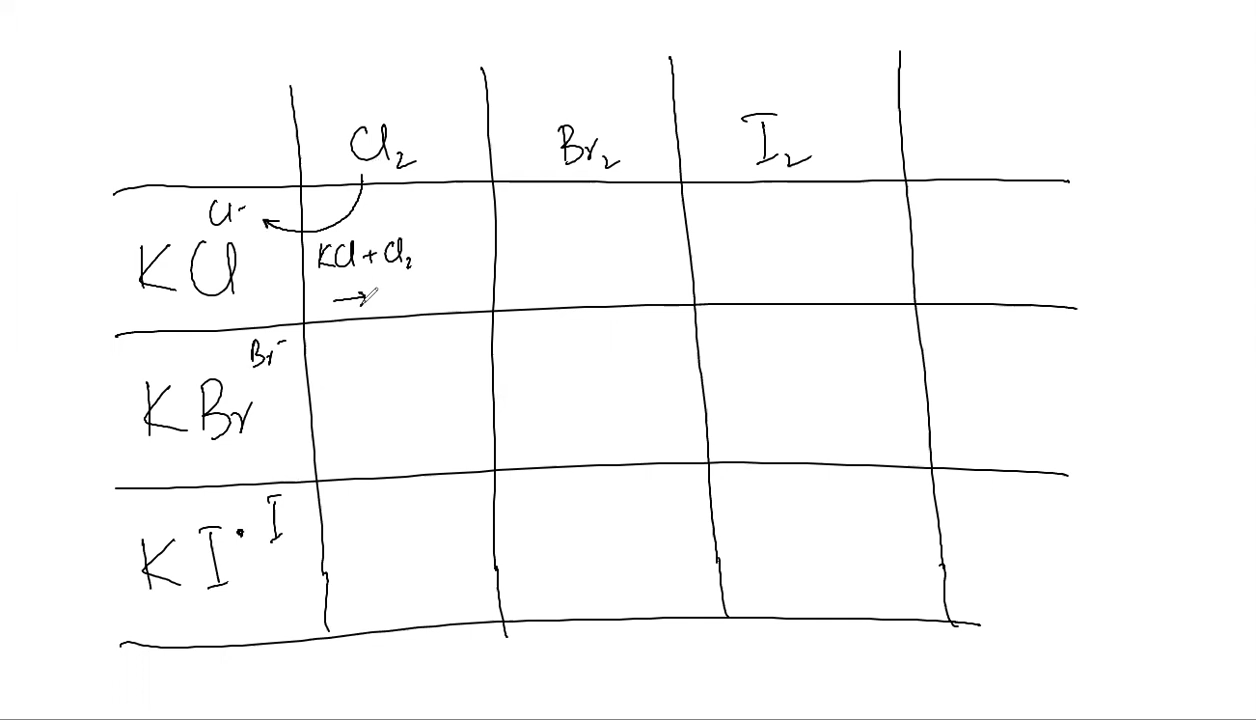 Cl₂ Br₂ I₂
Cl⁻
KCl
KCl + Cl₂
→
Br⁻
KBr
I
KI